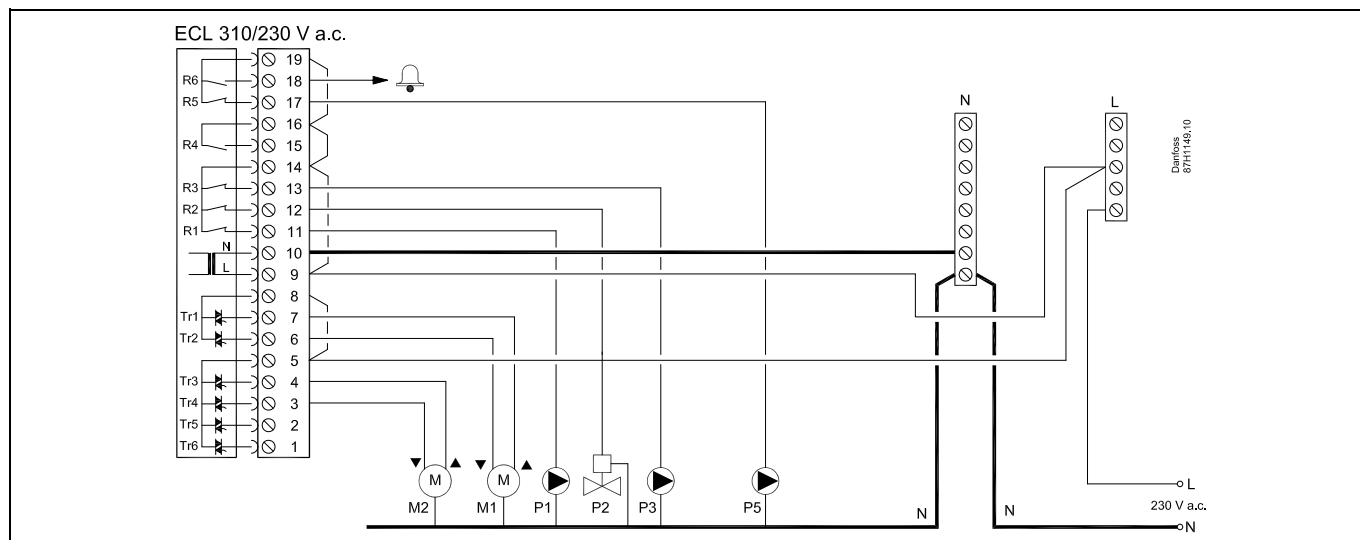 ECL 310/230 V a.c.
19
R6 18
R5 17
16
R4 15
14
R3 13
R2 12
R1 11
N 10
L 9
8
Tr1 7
Tr2 6
5
Tr3 4
Tr4 3
Tr5 2
Tr6 1
N
L
Danfoss
87H1149.10
M M
M2 M1 P1 P2 P3 P5
N N
L
230 V a.c.
N